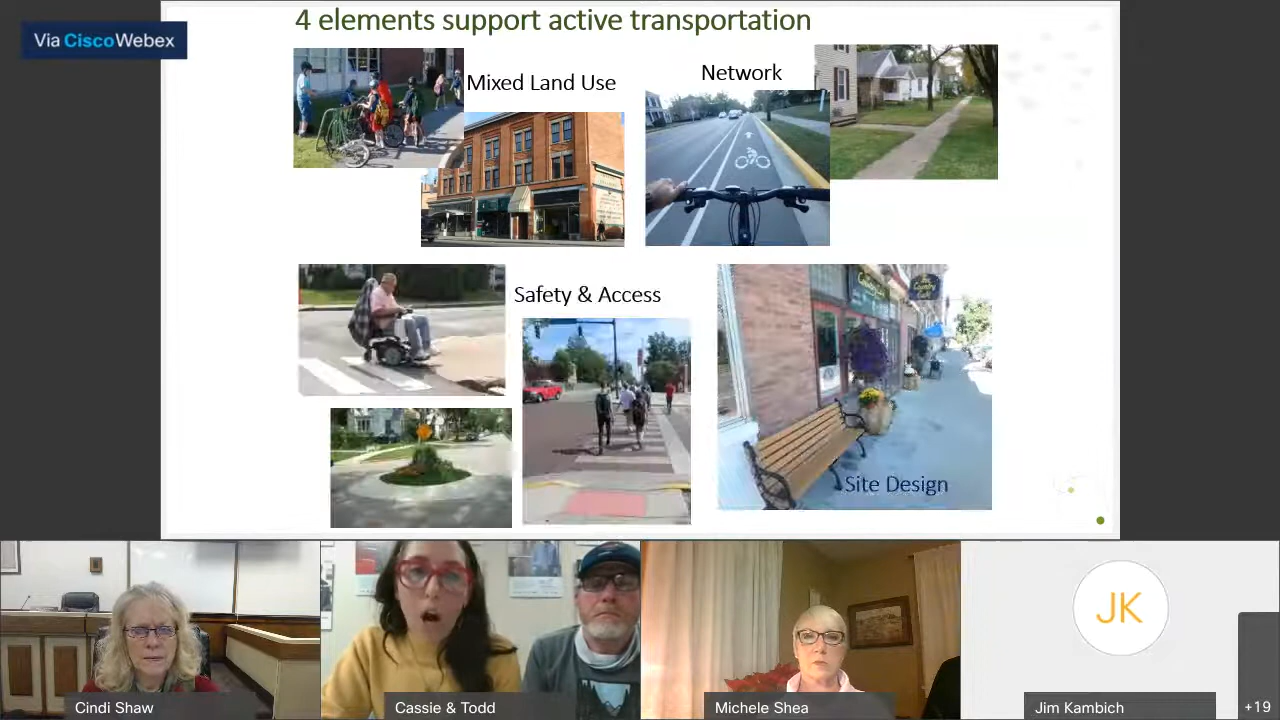 4 elements support active transportation
Via CiscoWebex
Mixed Land Use
Network
Safety & Access
Country
Site Design
Cindi Shaw
Cassie & Todd
Michele Shea
JK
Jim Kambich
+19